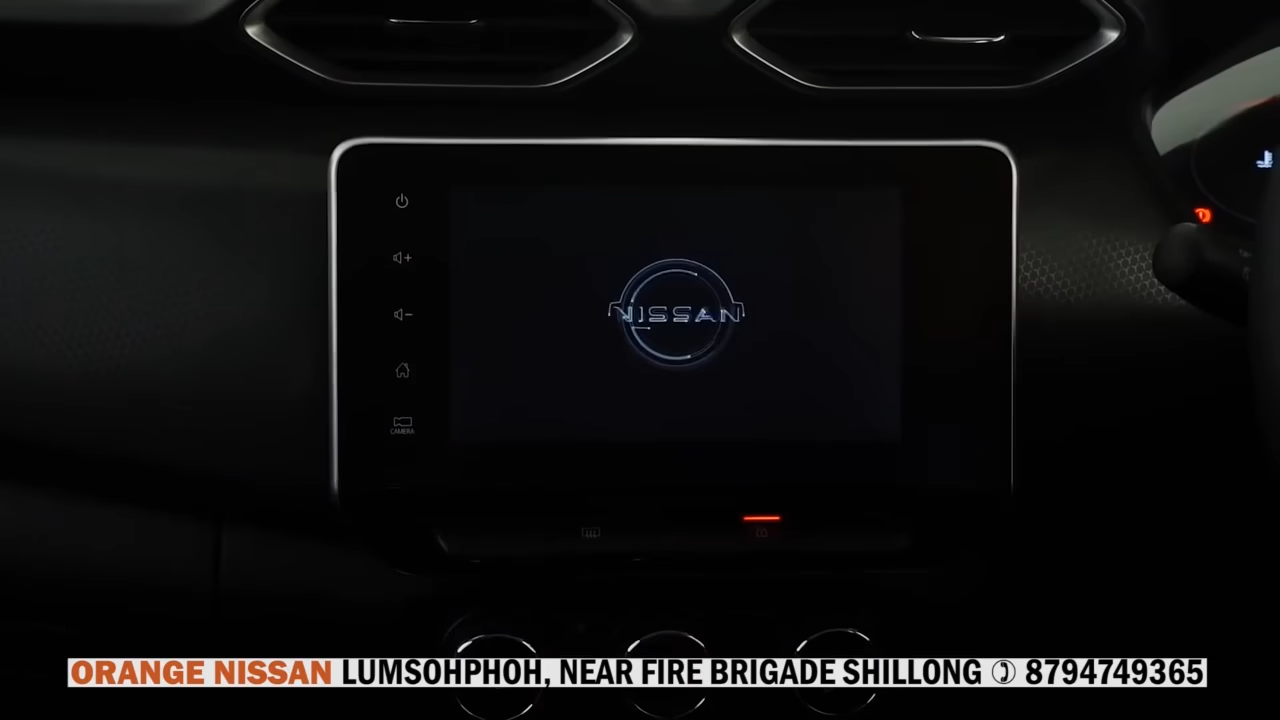 CAMERA
NISSAN
ORANGE NISSAN LUMSOHPHOH, NEAR FIRE BRIGADE SHILLONG ✆ 8794749365